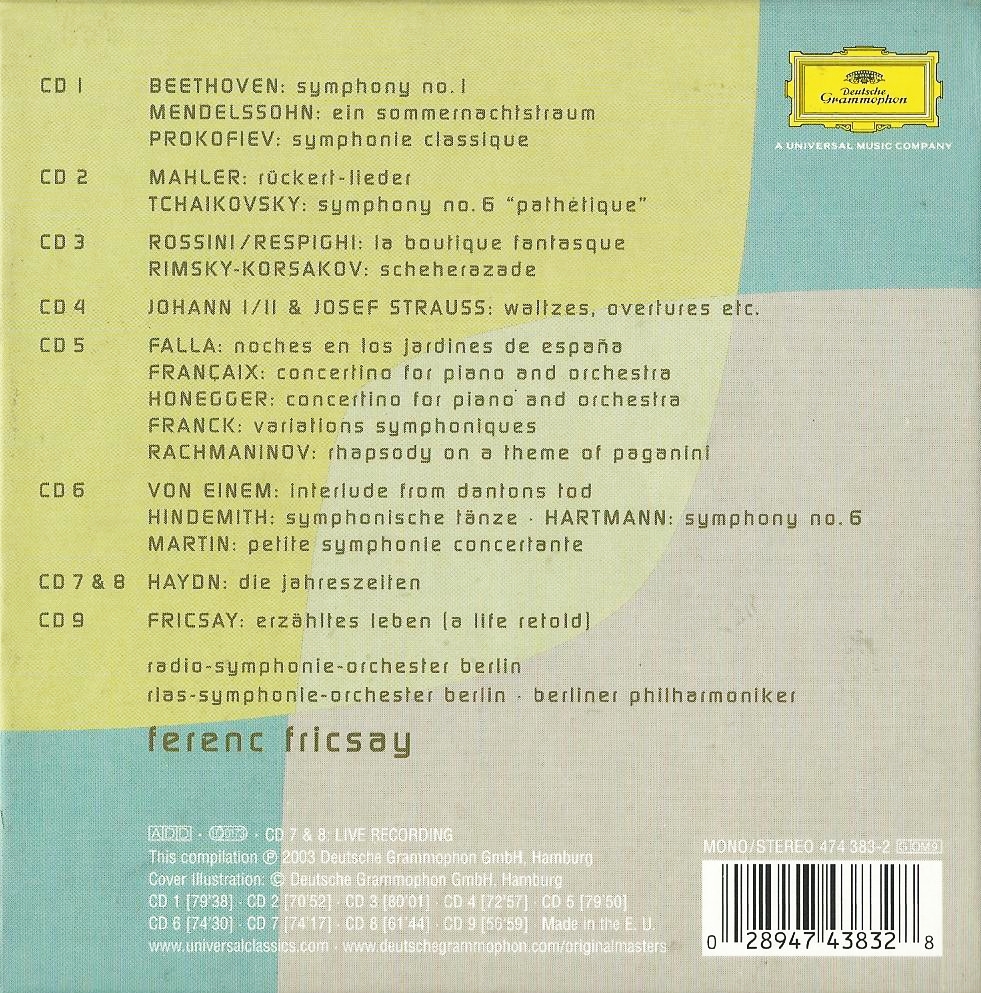 Deutsche
Grammophon
A UNIVERSAL MUSIC COMPANY
CD 1 BEETHOVEN: symphony no. 1
MENDELSSOHN: ein sommernachtstraum
PROKOFIEV: symphonie classique
CD 2 MAHLER: rückert-lieder
TCHAIKOVSKY: symphony no. 6 “pathétique”
CD 3 ROSSINI/RESPIGHI: la boutique fantasque
RIMSKY-KORSAKOV: scheherazade
CD 4 JOHANN I/II & JOSEF STRAUSS: waltzes, overtures etc.
CD 5 FALLA: noches en los jardines de españa
FRANÇAIX: concertino for piano and orchestra
HONEGGER: concertino for piano and orchestra
FRANCK: variations symphoniques
RACHMANINOV: rhapsody on a theme of paganini
CD 6 VON EINEM: interlude from dantons tod
HINDEMITH: symphonische tänze · HARTMANN: symphony no. 6
MARTIN: petite symphonie concertante
CD 7 & 8 HAYDN: die jahreszeiten
CD 9 FRICSAY: erzähltes leben (a life retold)
radio-symphonie-orchester berlin
rias-symphonie-orchester berlin · berliner philharmoniker
ferenc fricsay
ADD · · CD 7 & 8: LIVE RECORDING
This compilation ℗ 2003 Deutsche Grammophon GmbH, Hamburg
Cover Illustration: © Deutsche Grammophon GmbH, Hamburg
CD 1 [79'38] · CD 2 [70'52] · CD 3 [80'01] · CD 4 [72'57] · CD 5 [79'50]
CD 6 [74'30] · CD 7 [74'17] · CD 8 [61'44] · CD 9 [56'59] Made in the E. U.
www.universalclassics.com · www.deutschegrammophon.com/originalmasters
MONO/STEREO 474 383-2 GOM9
0 28947 43832 8